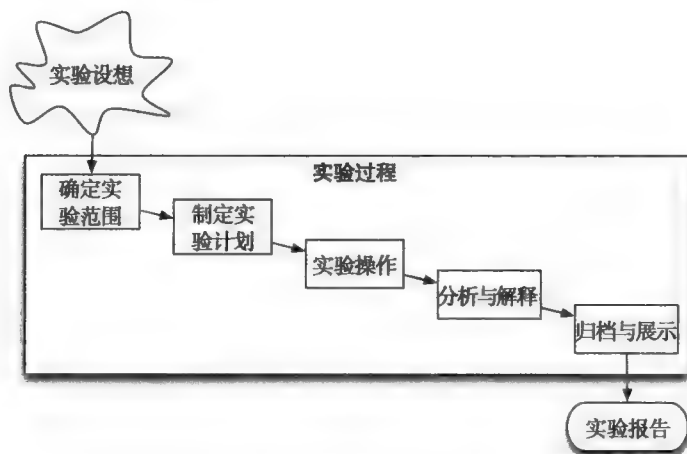 实验设想
实验过程
确定实
验范围
制定实
验计划
实验操作
分析与解释
归档与展示
实验报告